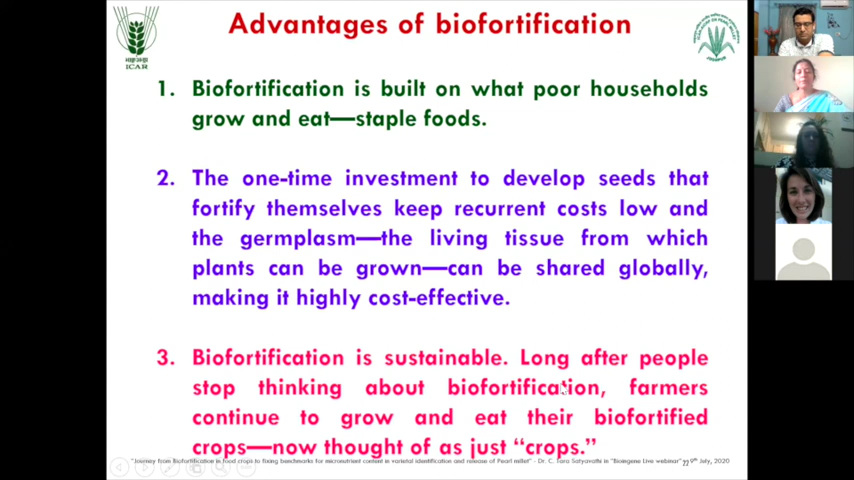 Advantages of biofortification
ICAR
1. Biofortification is built on what poor households
grow and eat—staple foods.
2. The one-time investment to develop seeds that
fortify themselves keep recurrent costs low and
the germplasm—the living tissue from which
plants can be grown—can be shared globally,
making it highly cost-effective.
3. Biofortification is sustainable. Long after people
stop thinking about biofortification, farmers
continue to grow and eat their biofortified
crops—now thought of as just “crops.”
"Journey from Biofortification in food crops to fixing benchmarks for micronutrient content in varietal identification and release of Pearl millet" - Dr. C. Tara Satyavathi in "Bioingene Live webinar" 9th July, 2020